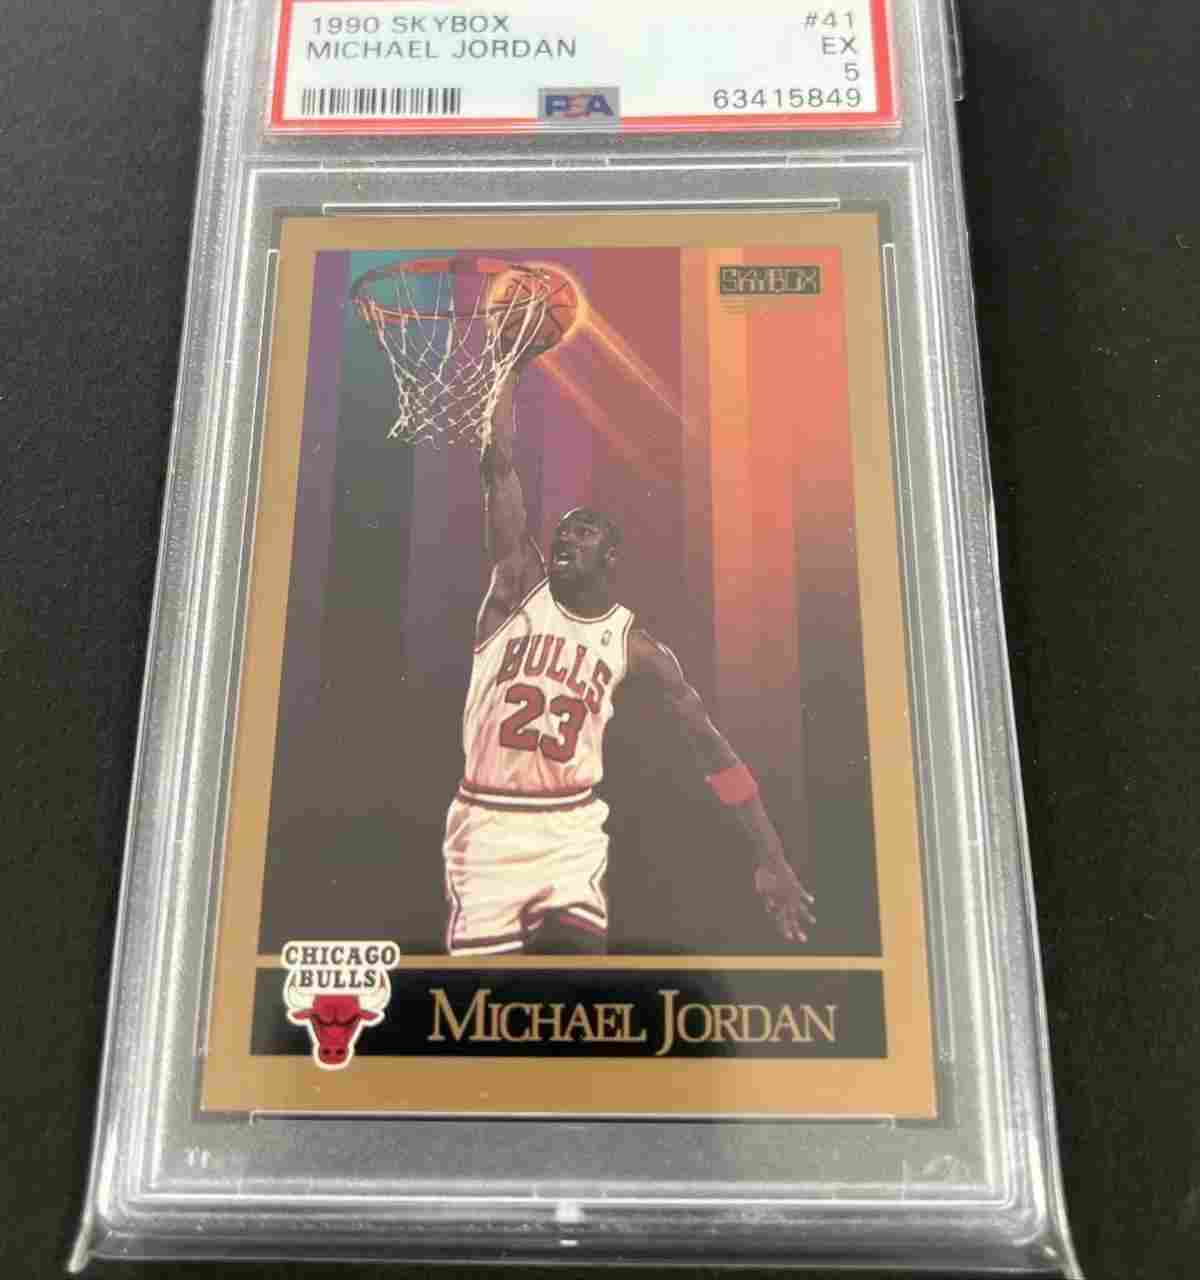 1990 SKYBOX #41
MICHAEL JORDAN EX
5
PSA 63415849
SKYBOX
BULLS
23
CHICAGO
BULLS
MICHAEL JORDAN